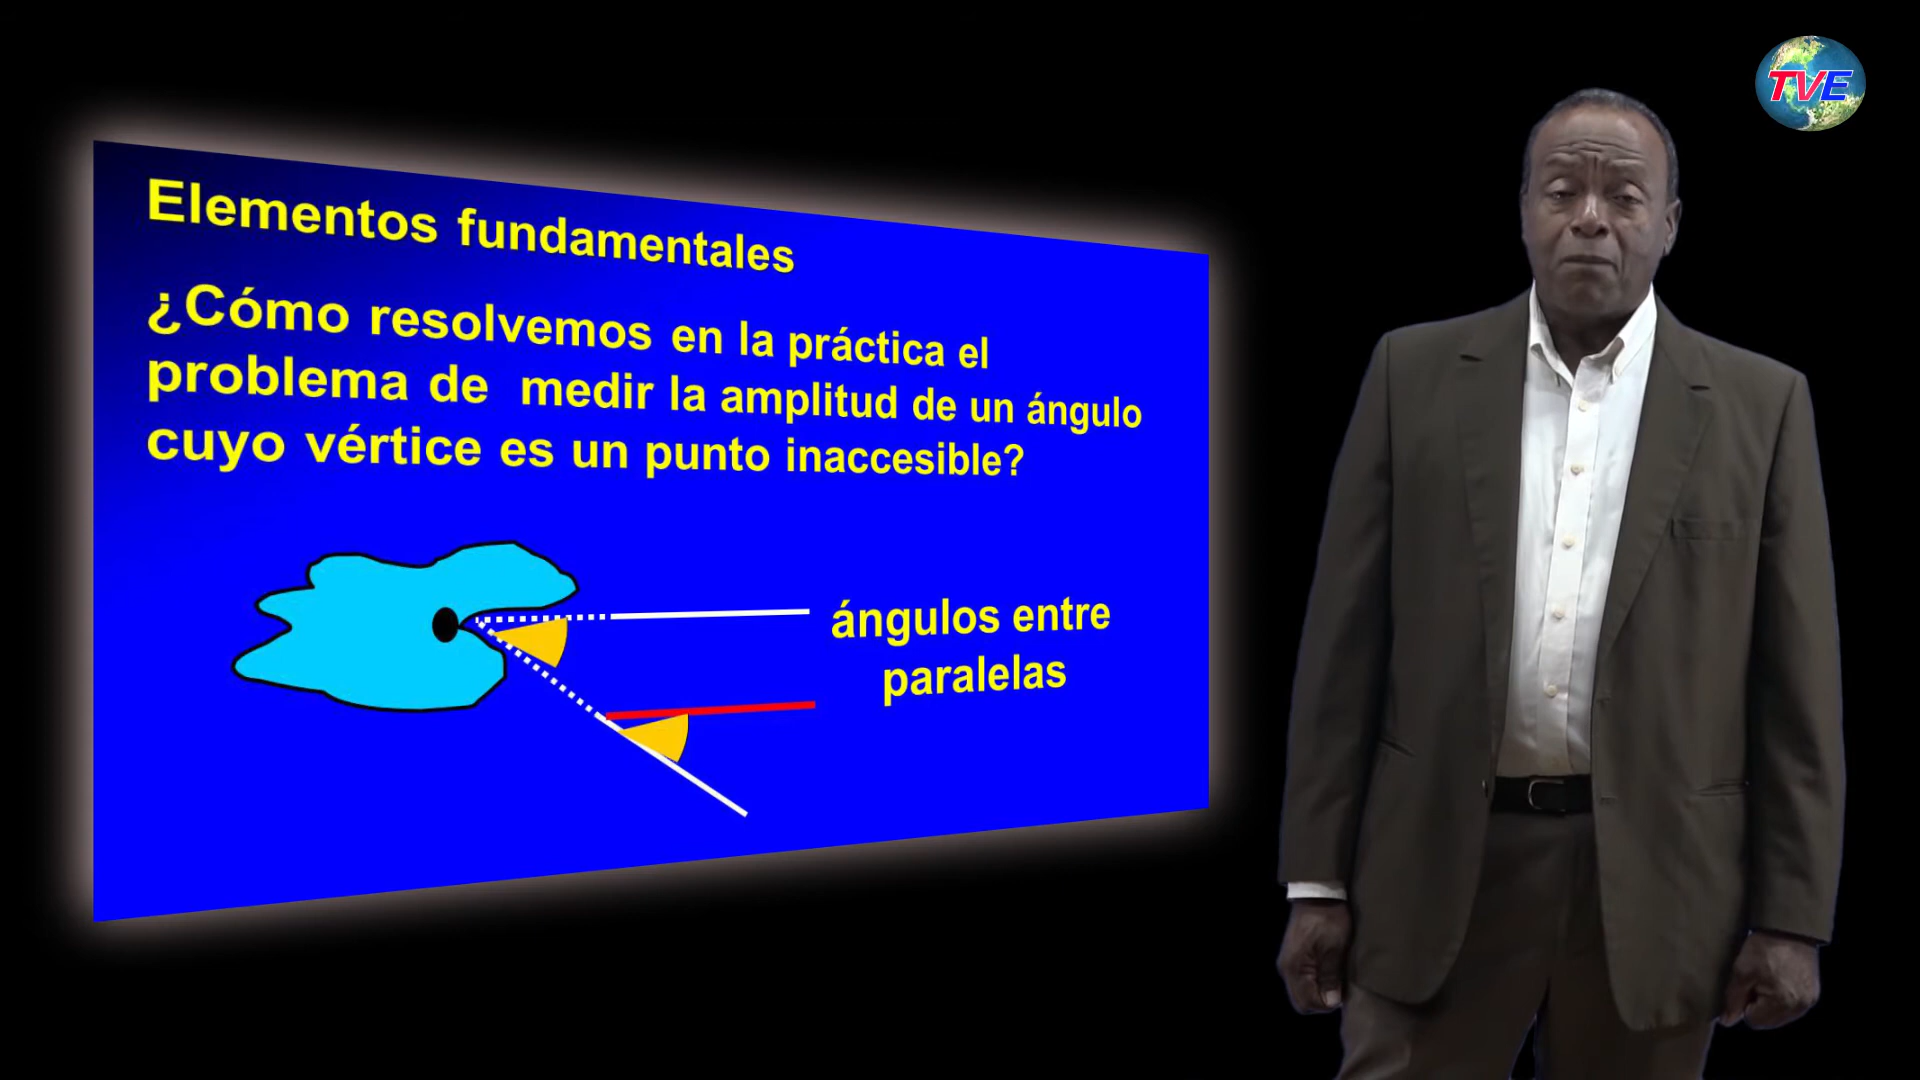 TVE
Elementos fundamentales
¿Cómo resolvemos en la práctica el
problema de medir la amplitud de un ángulo
cuyo vértice es un punto inaccesible?
ángulos entre
paralelas